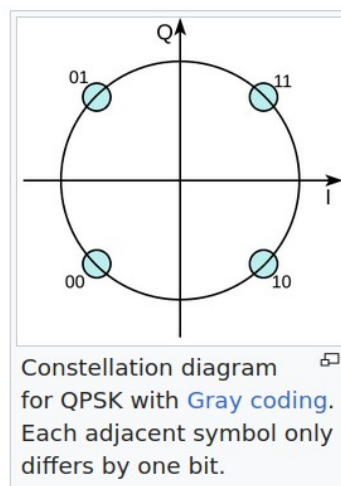 Q
01
11
I
00
10
Constellation diagram
for QPSK with Gray coding.
Each adjacent symbol only
differs by one bit.